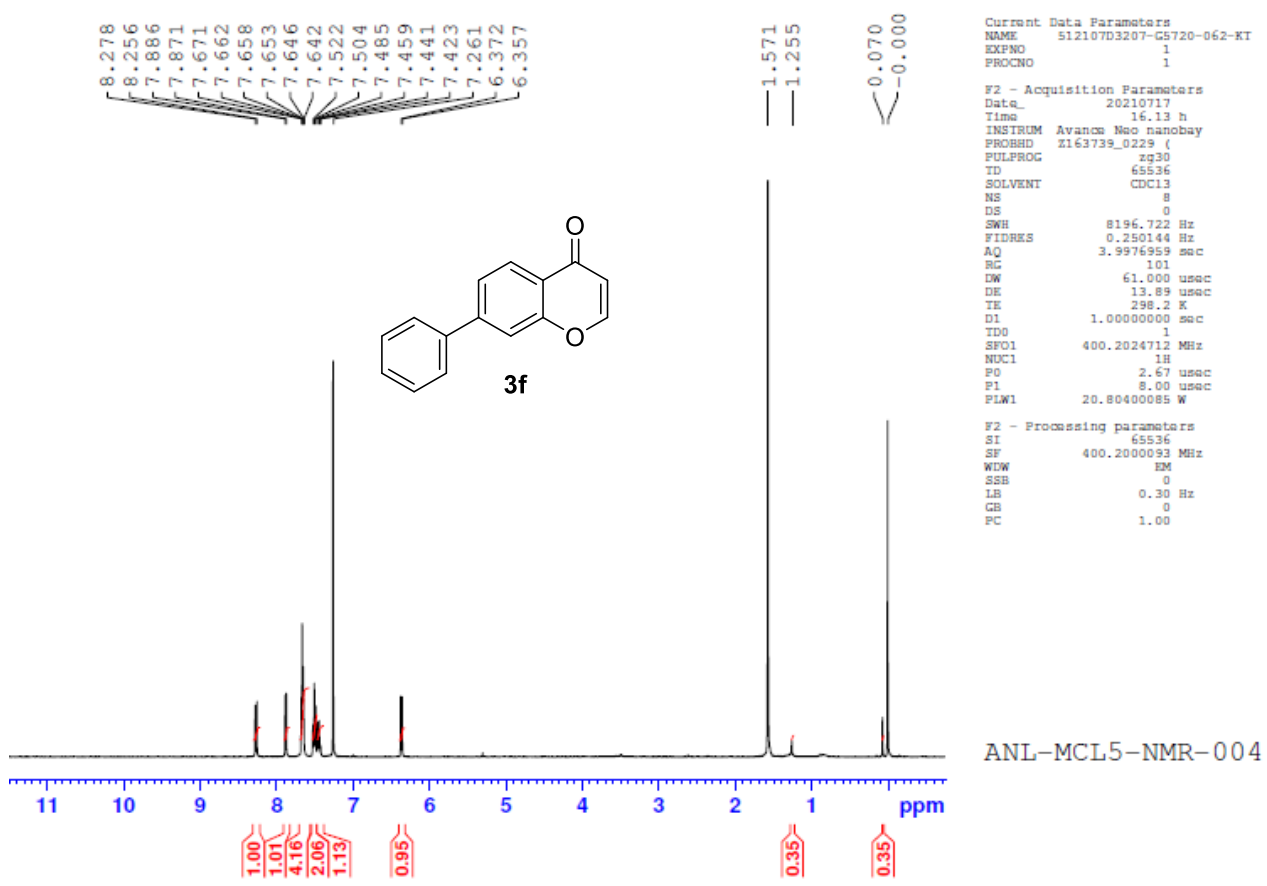 8.278
8.256
7.886
7.871
7.671
7.662
7.658
7.653
7.646
7.642
7.522
7.504
7.485
7.459
7.441
7.423
7.261
6.372
6.357
1.571
1.255
0.070
-0.000
O
O
3f
11 10 9 8 7 6 5 4 3 2 1 ppm
1.00
1.01
4.16
2.06
1.13
0.95
0.35
0.35
Current Data Parameters
NAME 512107D3207-G5720-062-KT
EXPNO 1
PROCNO 1
F2 - Acquisition Parameters
Date_ 20210717
Time 16.13 h
INSTRUM Avance Neo nanobay
PROBHD Z163739_0229 (
PULPROG zg30
TD 65536
SOLVENT CDCl3
NS 8
DS 0
SWH 8196.722 Hz
FIDRES 0.250144 Hz
AQ 3.9976959 sec
RG 101
DW 61.000 usec
DE 13.89 usec
TE 298.2 K
D1 1.00000000 sec
TD0 1
SFO1 400.2024712 MHz
NUC1 1H
P0 2.67 usec
P1 8.00 usec
PLW1 20.80400085 W
F2 - Processing parameters
SI 65536
SF 400.2000093 MHz
WDW EM
SSB 0
LB 0.30 Hz
GB 0
PC 1.00
ANL-MCL5-NMR-004